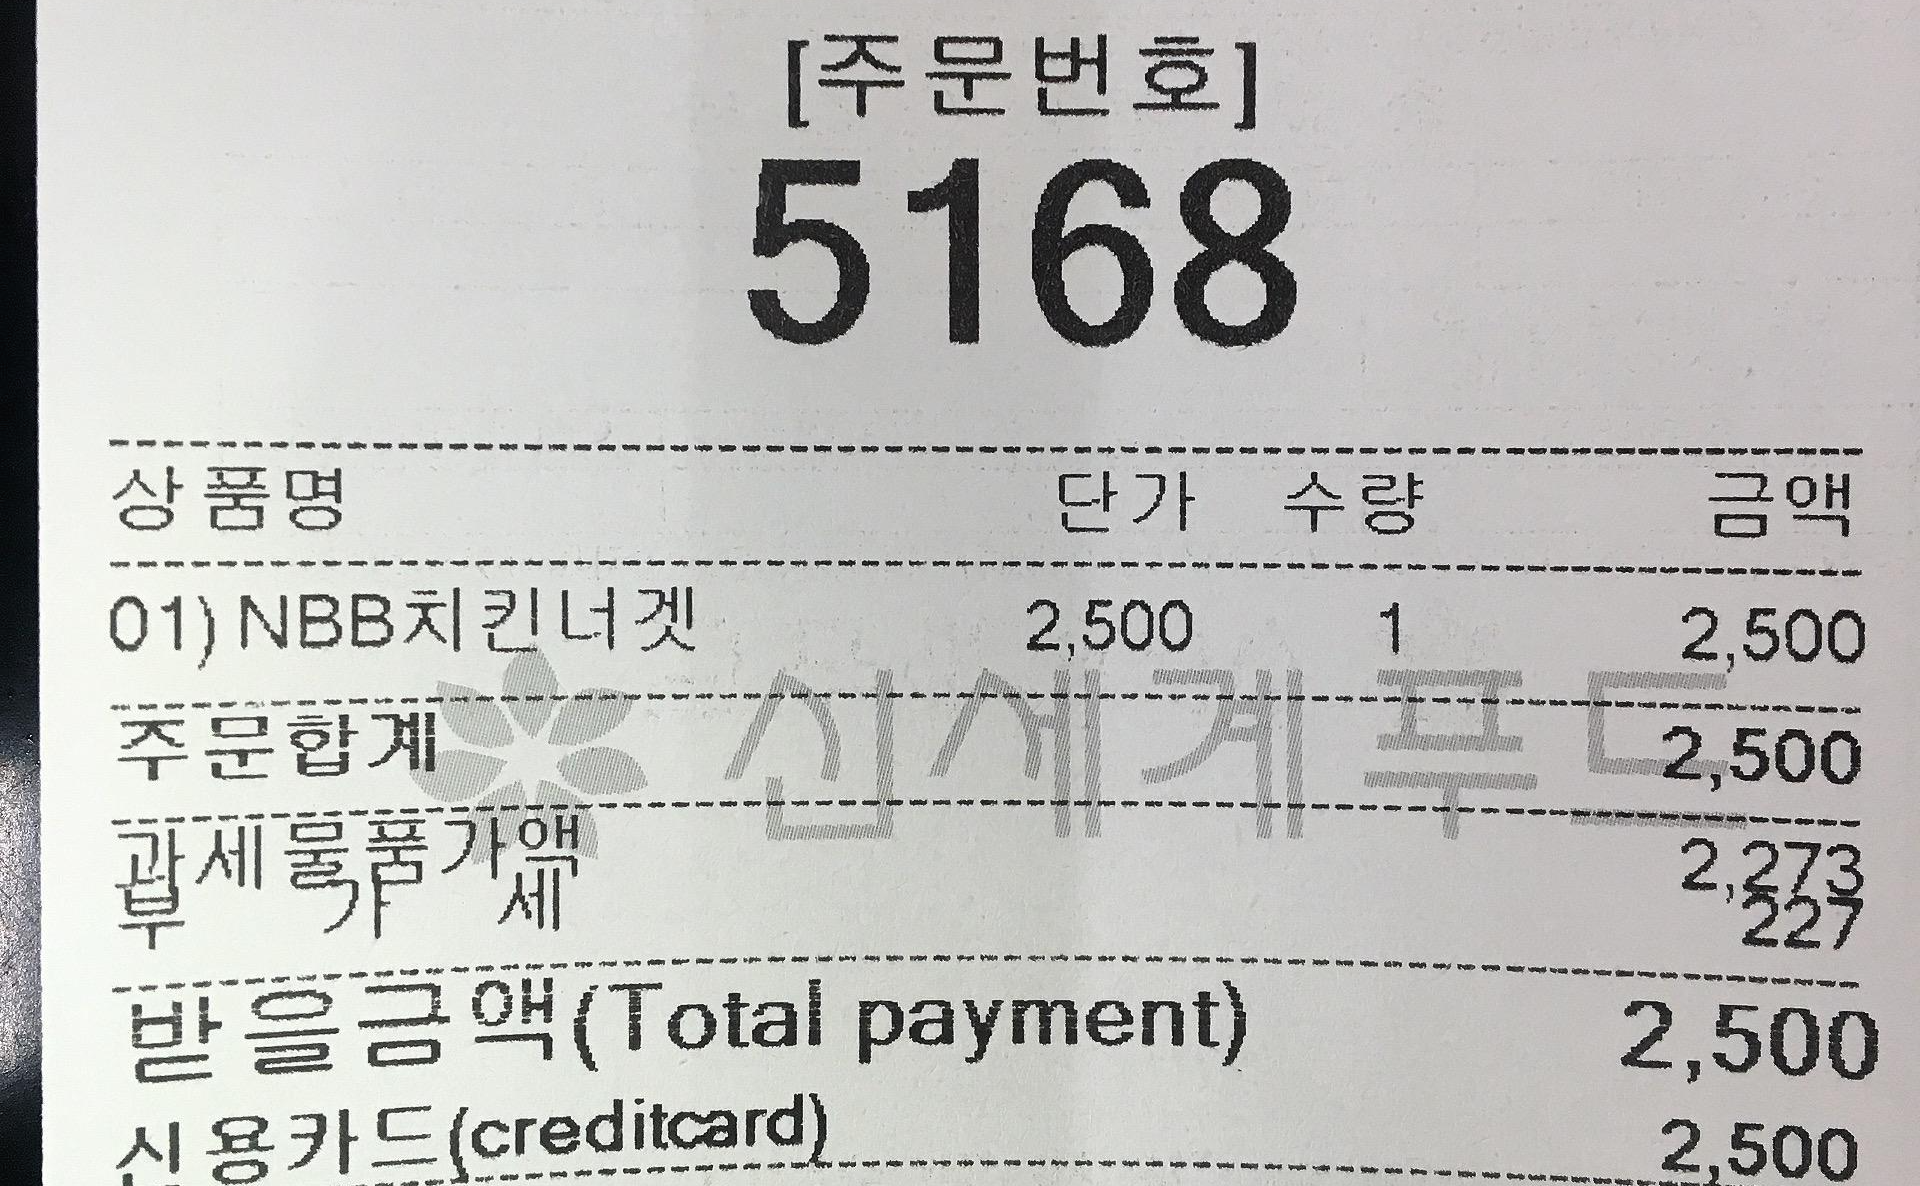 [주문번호]
5168
상품명 단가 수량 금액
01) NBB치킨너겟 2,500 1 2,500
신세계푸드
주문합계 2,500
과세물품가액 2,273
부 가 세 227
받을금액(Total payment) 2,500
신용카드(creditcard) 2,500